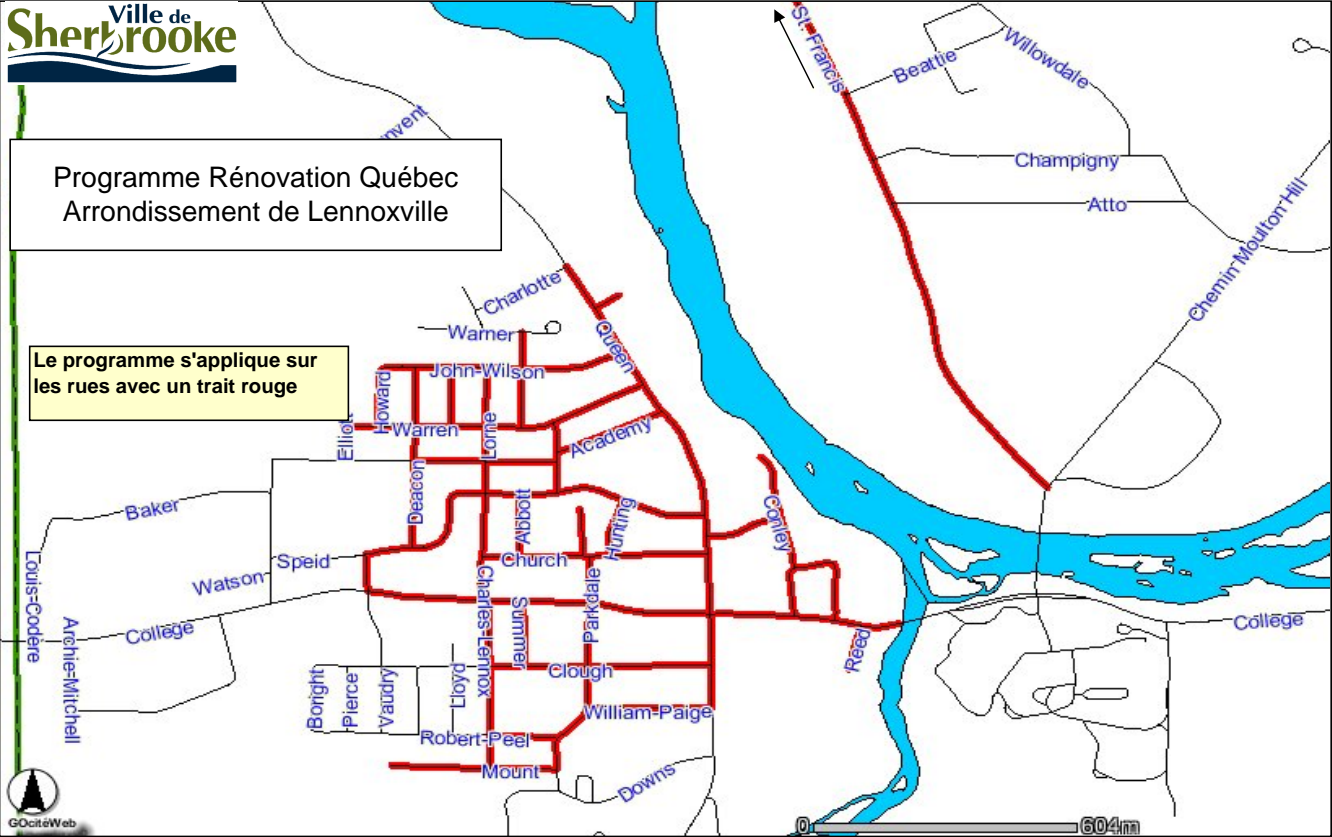 Ville de
Sherbrooke
Programme Rénovation Québec
Arrondissement de Lennoxville
Le programme s'applique sur
les rues avec un trait rouge
St. Francis
Beattie
Willowdale
Champigny
Atto
Chemin Moulton Hill
Charlotte
Queen
Warner
John-Wilson
Howard
Elliott
Warren
Lorne
Academy
Deacon
Abbott
Hunting
Conley
Baker
Speid
Church
Watson
Louis-Codère
College
Archie-Mitchell
Charles-Lennox
Summer
Parkdale
College
Reed
Boright
Pierce
Vaudry
Lloyd
Clough
William-Paige
Robert-Peel
Mount
Downs
GOcitéWeb
0
604m